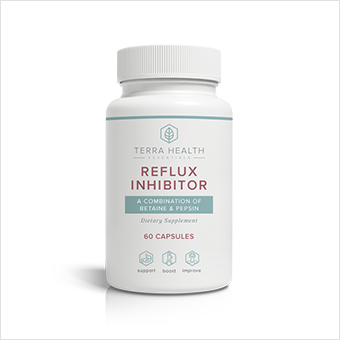 TERRA HEALTH
ESSENTIALS
REFLUX
INHIBITOR
A COMBINATION OF
BETAINE & PEPSIN
Dietary Supplement
60 CAPSULES
support boost improve